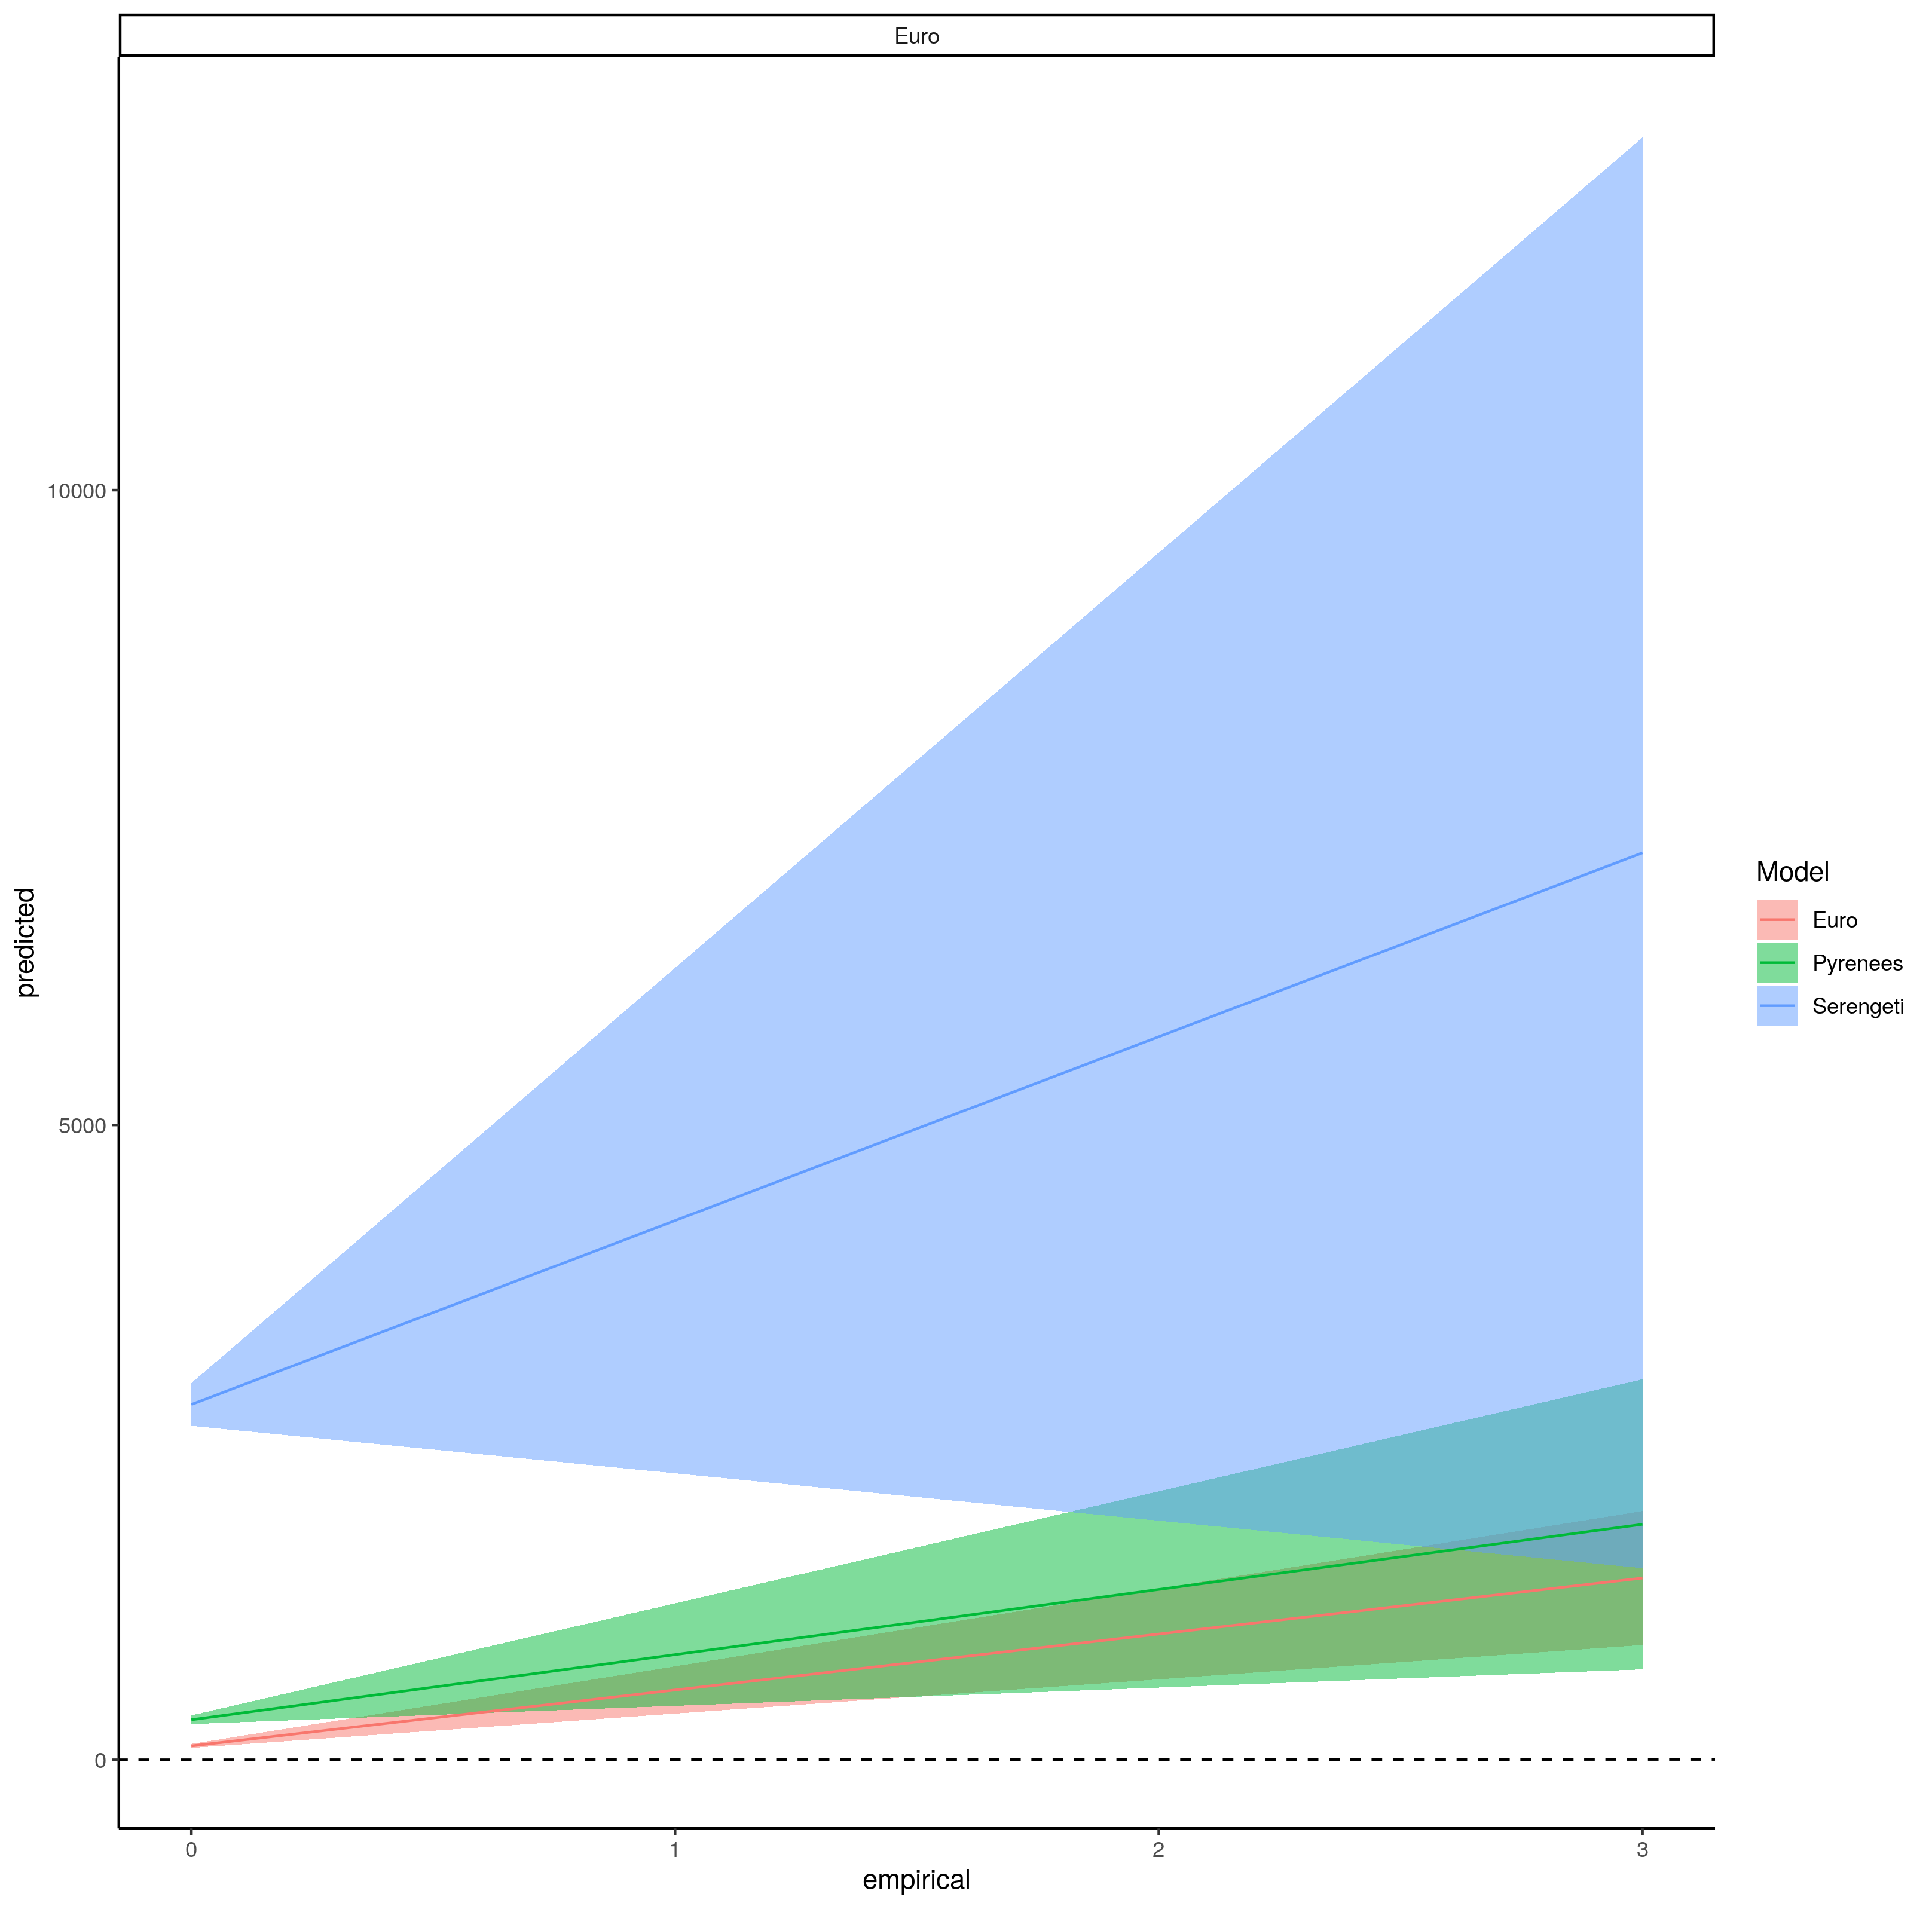 Euro
10000
5000
0
predicted
0 1 2 3
empirical
Model
Euro
Pyrenees
Serengeti